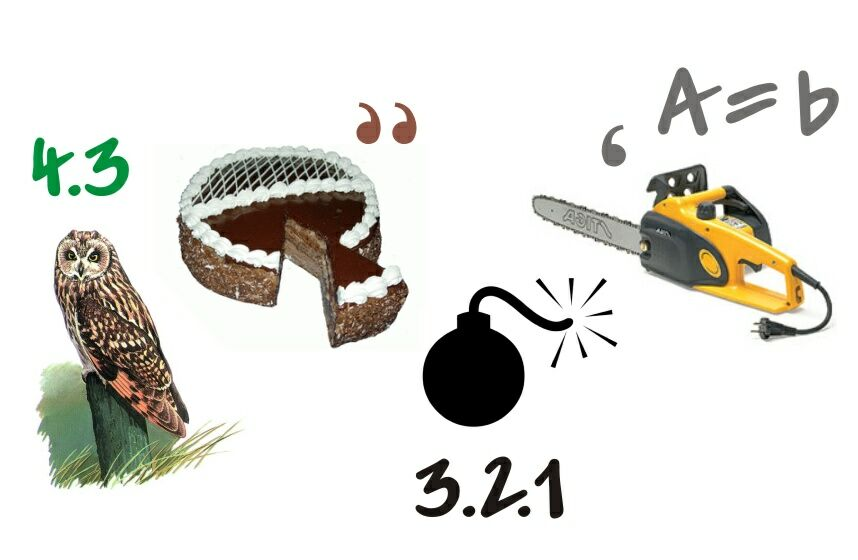 A = b
”
‘
4.3
3.2.1